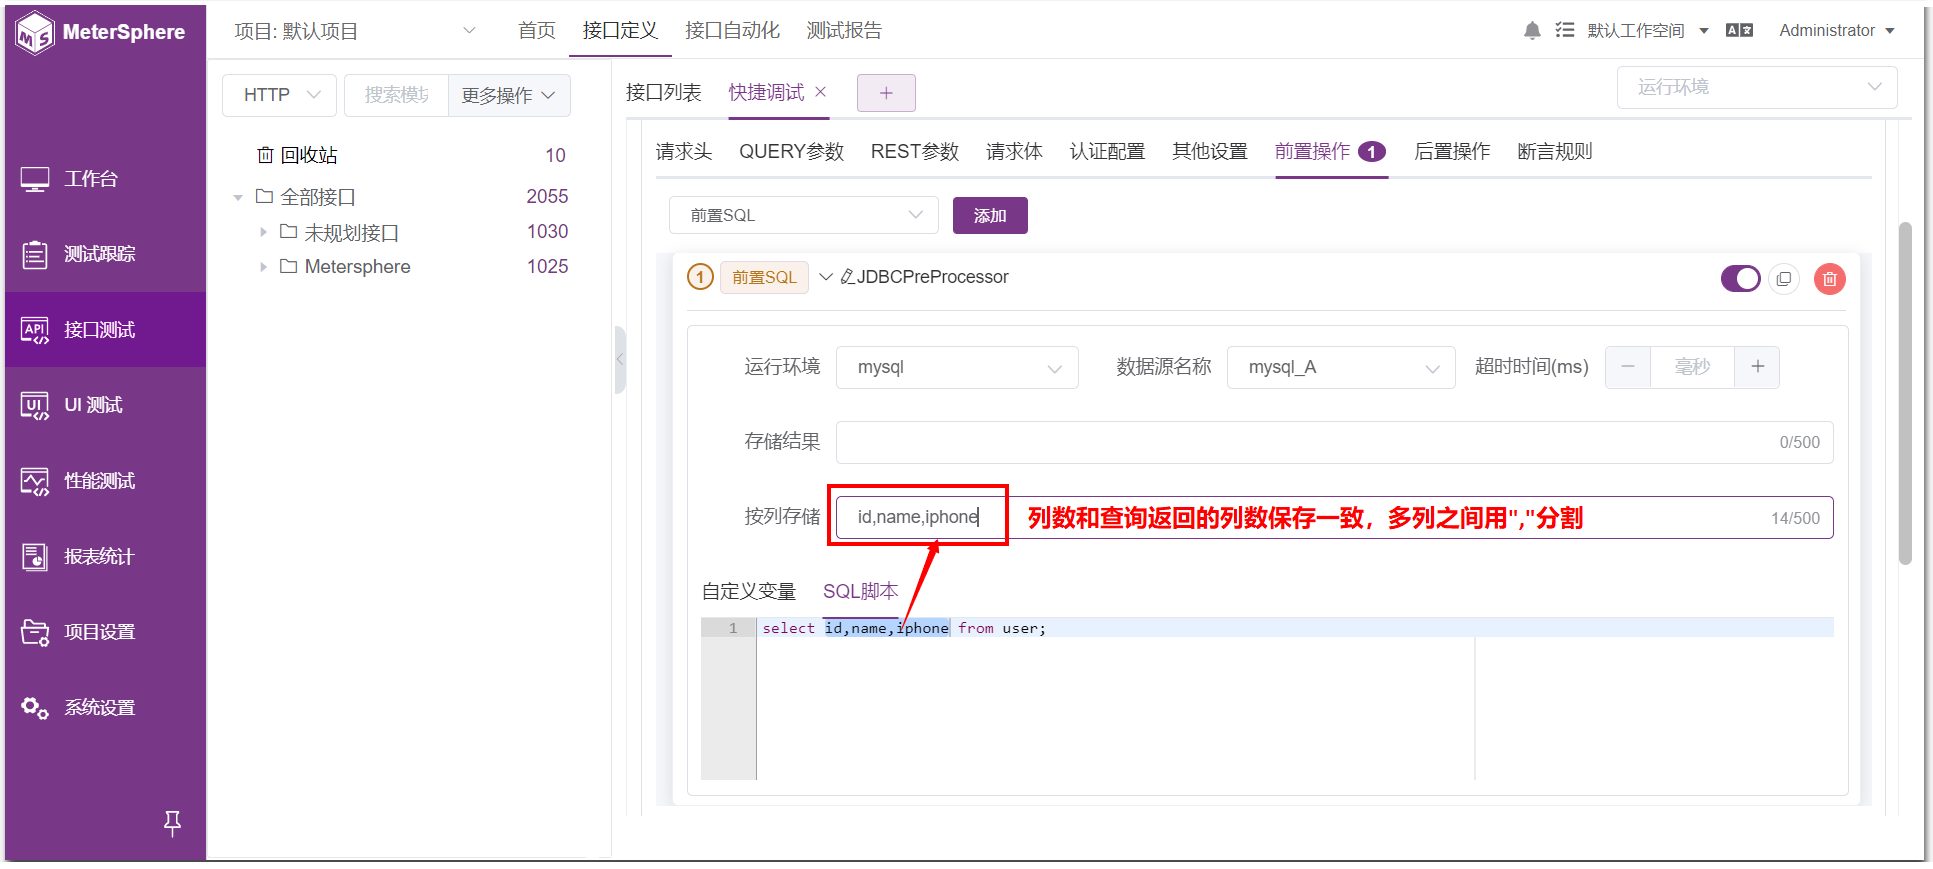 MeterSphere
项目: 默认项目
首页
接口定义
接口自动化
测试报告
默认工作空间
Administrator
HTTP
搜索模块
更多操作
接口列表
快捷调试
运行环境
回收站 10
全部接口 2055
未规划接口 1030
Metersphere 1025
工作台
测试跟踪
接口测试
UI 测试
性能测试
报表统计
项目设置
系统设置
请求头
QUERY参数
REST参数
请求体
认证配置
其他设置
前置操作 1
后置操作
断言规则
前置SQL
添加
1 前置SQL JDBCPreProcessor
运行环境 mysql 数据源名称 mysql_A 超时时间(ms) 毫秒
存储结果 0/500
按列存储 id,name,iphone 列数和查询返回的列数保存一致，多列之间用","分割 14/500
自定义变量
SQL脚本
1 select id,name,iphone from user;